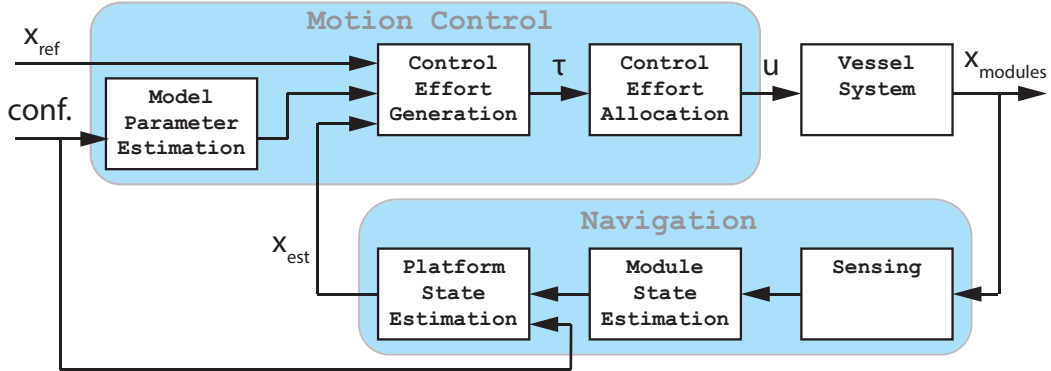 Motion Control
x_ref
conf.
Model
Parameter
Estimation
Control
Effort
Generation
τ
Control
Effort
Allocation
u
Vessel
System
x_modules
Navigation
x_est
Platform
State
Estimation
Module
State
Estimation
Sensing